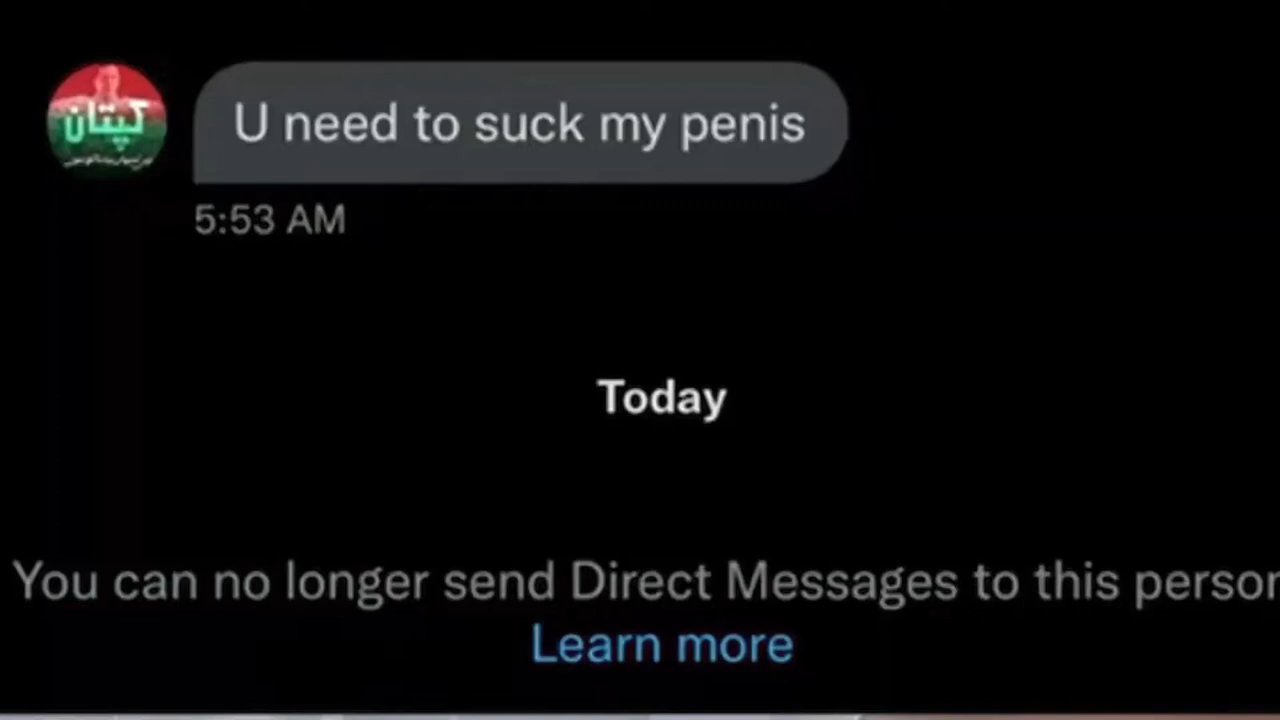 کپتان
U need to suck my penis
5:53 AM
Today
You can no longer send Direct Messages to this person
Learn more